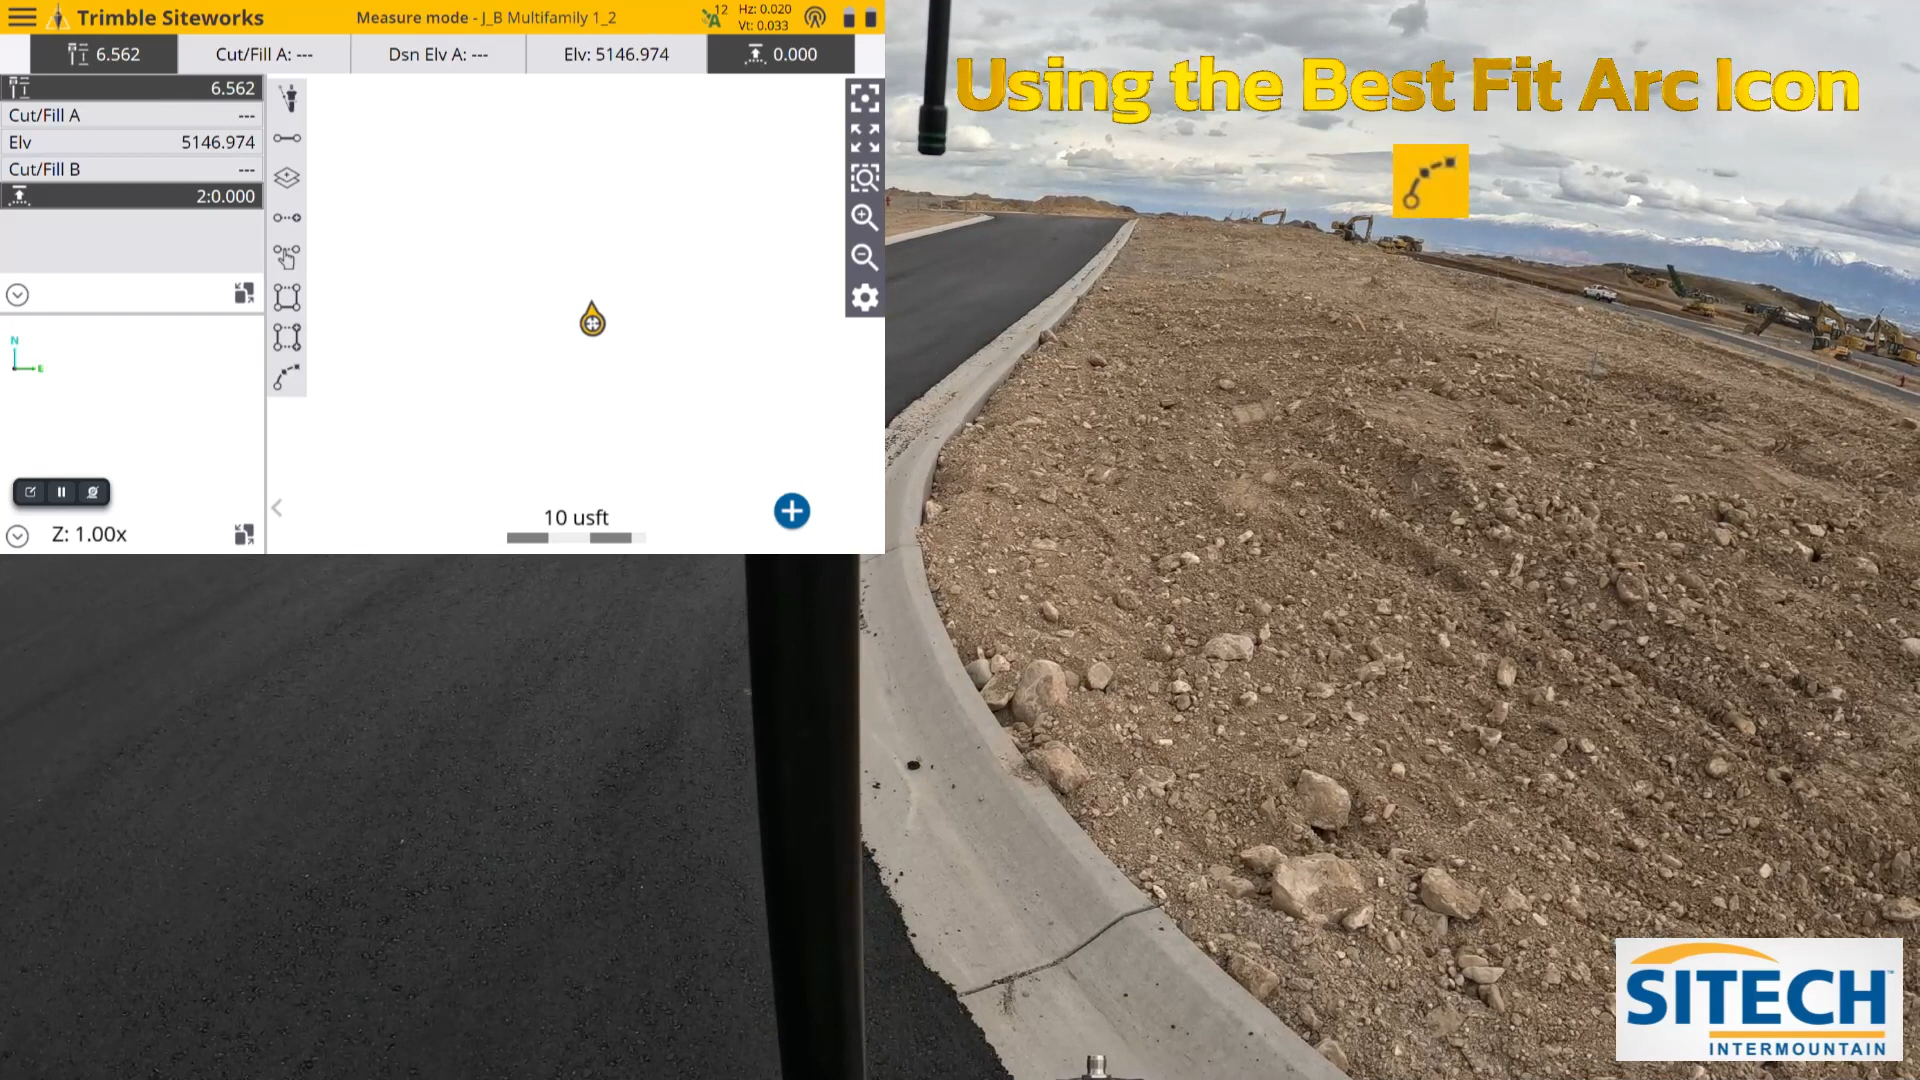 Trimble Siteworks
Measure mode - J_B Multifamily 1_2
12
Hz: 0.020
Vt: 0.033
6.562
Cut/Fill A: ---
Dsn Elv A: ---
Elv: 5146.974
0.000
6.562
Cut/Fill A ---
Elv 5146.974
Cut/Fill B ---
2:0.000
N
E
Z: 1.00x
10 usft
Using the Best Fit Arc Icon
SITECH™
INTERMOUNTAIN